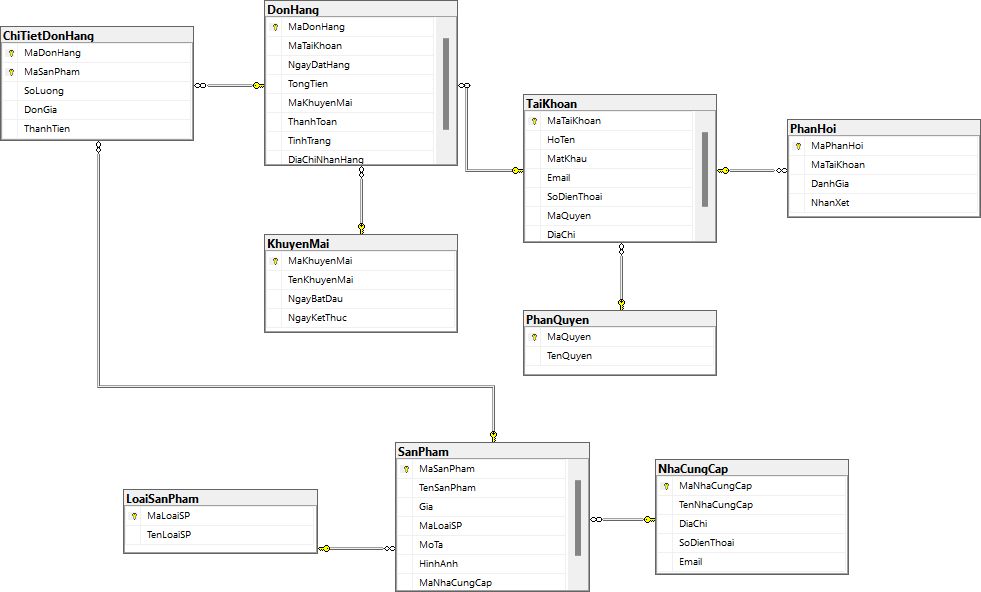 ChiTietDonHang
MaDonHang
MaSanPham
SoLuong
DonGia
ThanhTien
DonHang
MaDonHang
MaTaiKhoan
NgayDatHang
TongTien
MaKhuyenMai
ThanhToan
TinhTrang
DiaChiNhanHang
TaiKhoan
MaTaiKhoan
HoTen
MatKhau
Email
SoDienThoai
MaQuyen
DiaChi
PhanHoi
MaPhanHoi
MaTaiKhoan
DanhGia
NhanXet
KhuyenMai
MaKhuyenMai
TenKhuyenMai
NgayBatDau
NgayKetThuc
PhanQuyen
MaQuyen
TenQuyen
SanPham
MaSanPham
TenSanPham
Gia
MaLoaiSP
MoTa
HinhAnh
MaNhaCungCap
NhaCungCap
MaNhaCungCap
TenNhaCungCap
DiaChi
SoDienThoai
Email
LoaiSanPham
MaLoaiSP
TenLoaiSP